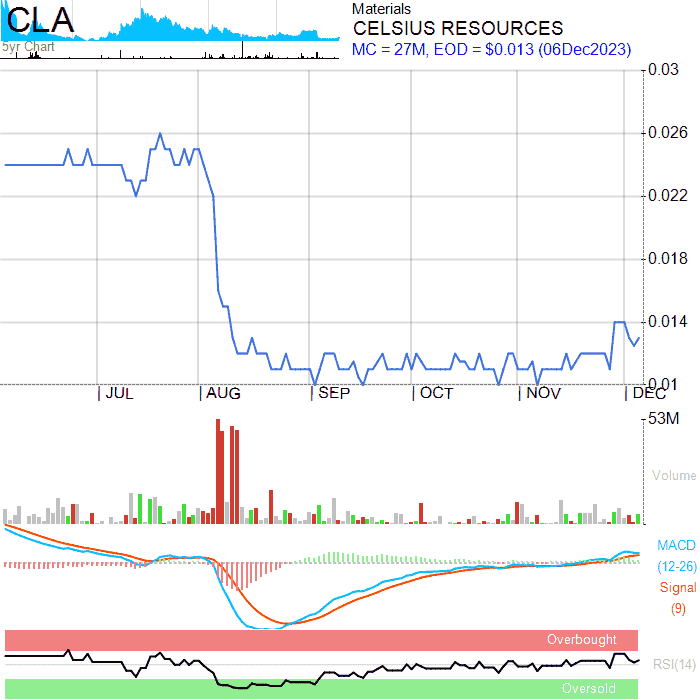 CLA
5yr Chart
Materials
CELSIUS RESOURCES
MC = 27M, EOD = $0.013 (06Dec2023)
0.03
0.026
0.022
0.018
0.014
0.01
JUL AUG SEP OCT NOV DEC
53M
Volume
MACD
(12-26)
Signal
(9)
Overbought
RSI(14)
Oversold